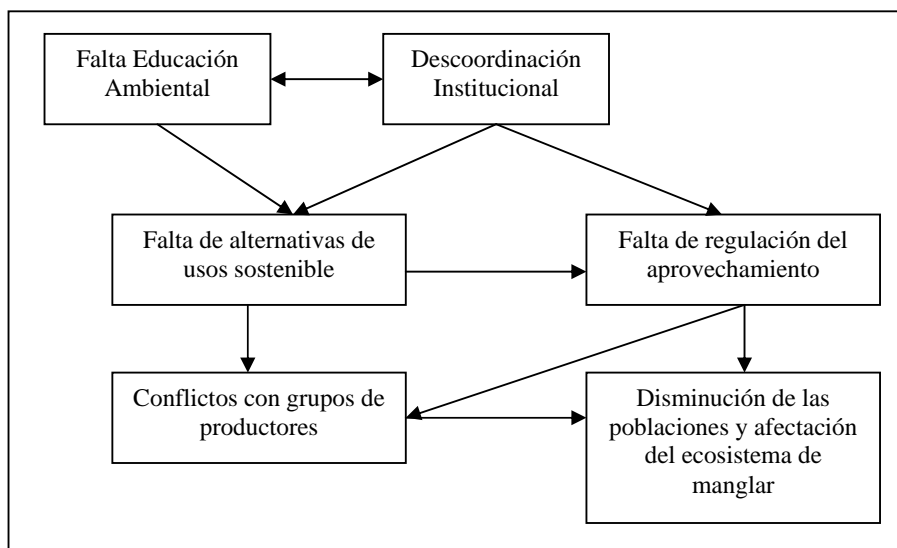 Falta Educación
Ambiental
Descoordinación
Institucional
Falta de alternativas de
usos sostenible
Falta de regulación del
aprovechamiento
Conflictos con grupos de
productores
Disminución de las
poblaciones y afectación
del ecosistema de
manglar